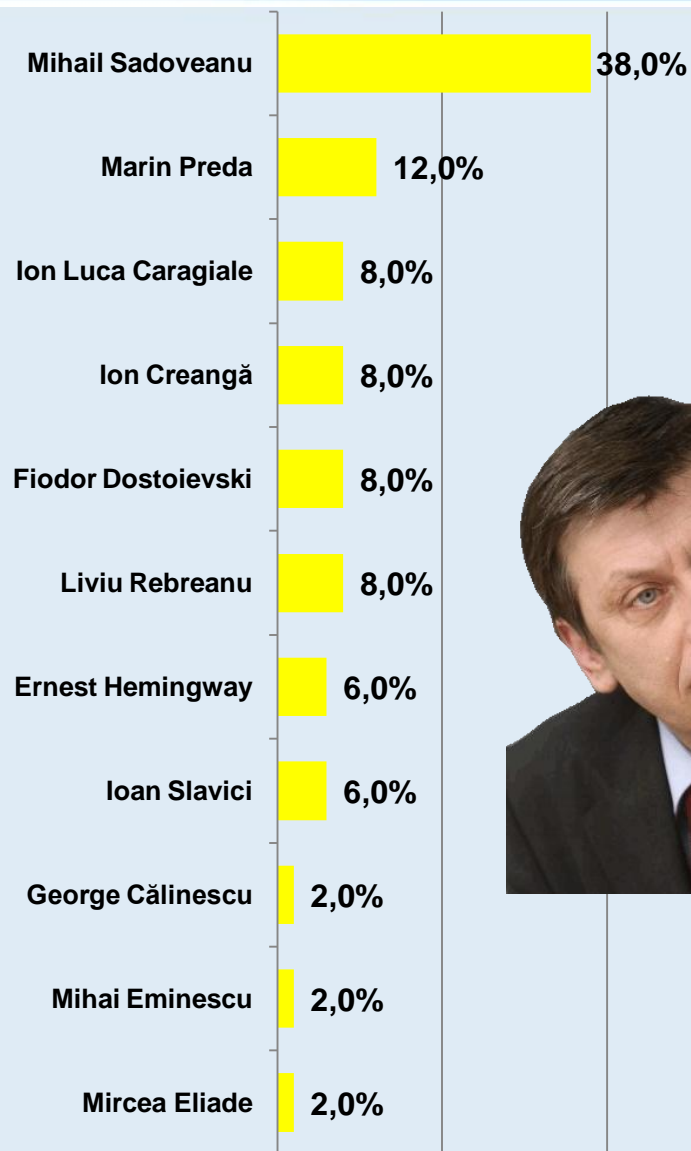 Mihail Sadoveanu 38,0%
Marin Preda 12,0%
Ion Luca Caragiale 8,0%
Ion Creangă 8,0%
Fiodor Dostoievski 8,0%
Liviu Rebreanu 8,0%
Ernest Hemingway 6,0%
Ioan Slavici 6,0%
George Călinescu 2,0%
Mihai Eminescu 2,0%
Mircea Eliade 2,0%